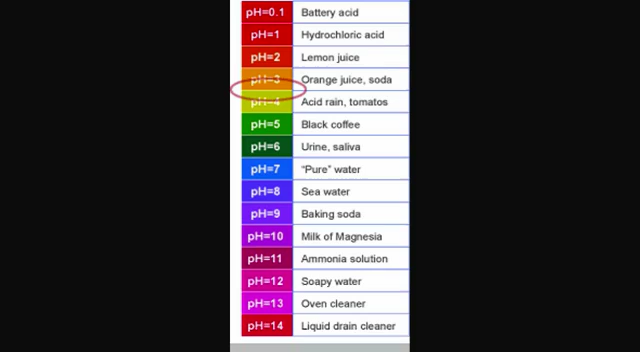 pH=0.1 Battery acid
pH=1 Hydrochloric acid
pH=2 Lemon juice
pH=3 Orange juice, soda
pH=4 Acid rain, tomatos
pH=5 Black coffee
pH=6 Urine, saliva
pH=7 “Pure” water
pH=8 Sea water
pH=9 Baking soda
pH=10 Milk of Magnesia
pH=11 Ammonia solution
pH=12 Soapy water
pH=13 Oven cleaner
pH=14 Liquid drain cleaner